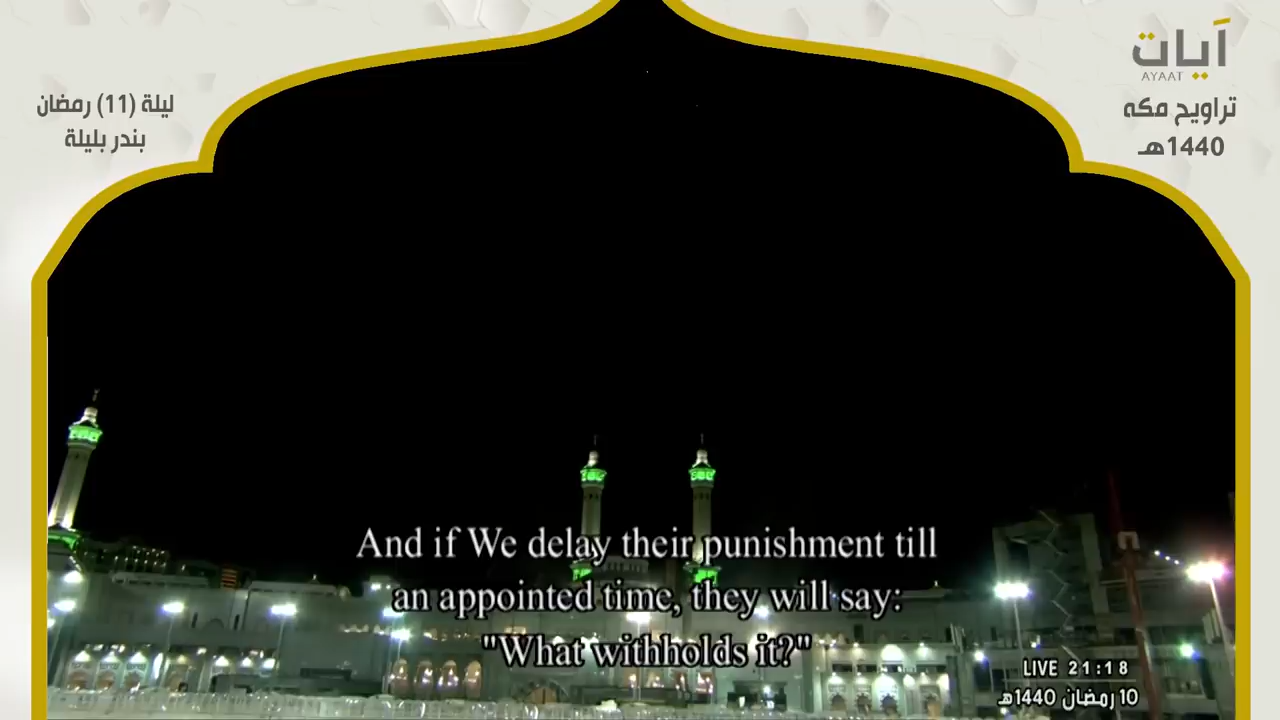 آيات
AYAAT
تراويح مكه
1440هـ
ليلة (11) رمضان
بندر بليلة
And if We delay their punishment till
an appointed time, they will say:
"What withholds it?"
LIVE 21:18
10 رمضان 1440هـ